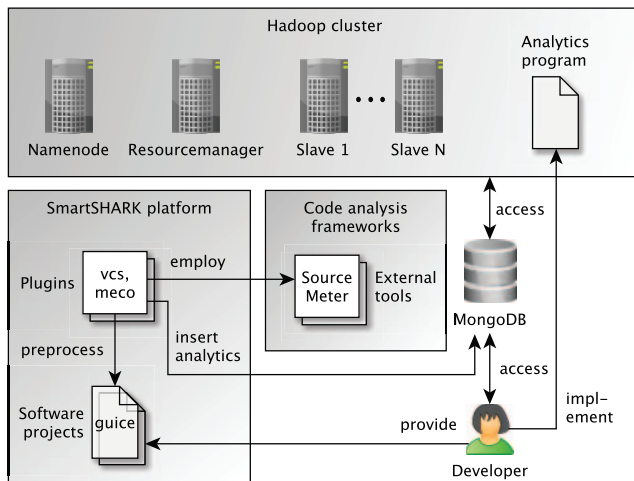 Hadoop cluster
Analytics
program
Namenode
Resourcemanager
Slave 1
Slave N
SmartSHARK platform
Code analysis
frameworks
access
Plugins
vcs,
meco
employ
Source
Meter
External
tools
MongoDB
preprocess
insert
analytics
access
Software
projects
guice
provide
impl-
ement
Developer